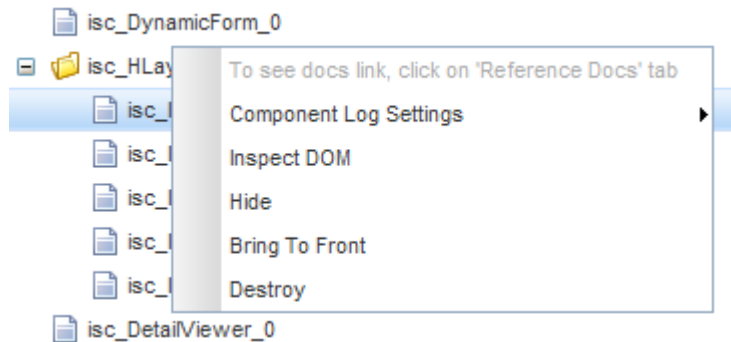 isc_DynamicForm_0
isc_HLay
To see docs link, click on 'Reference Docs' tab
isc_
Component Log Settings
isc_
Inspect DOM
isc_
Hide
isc_
Bring To Front
isc_
Destroy
isc_DetailViewer_0